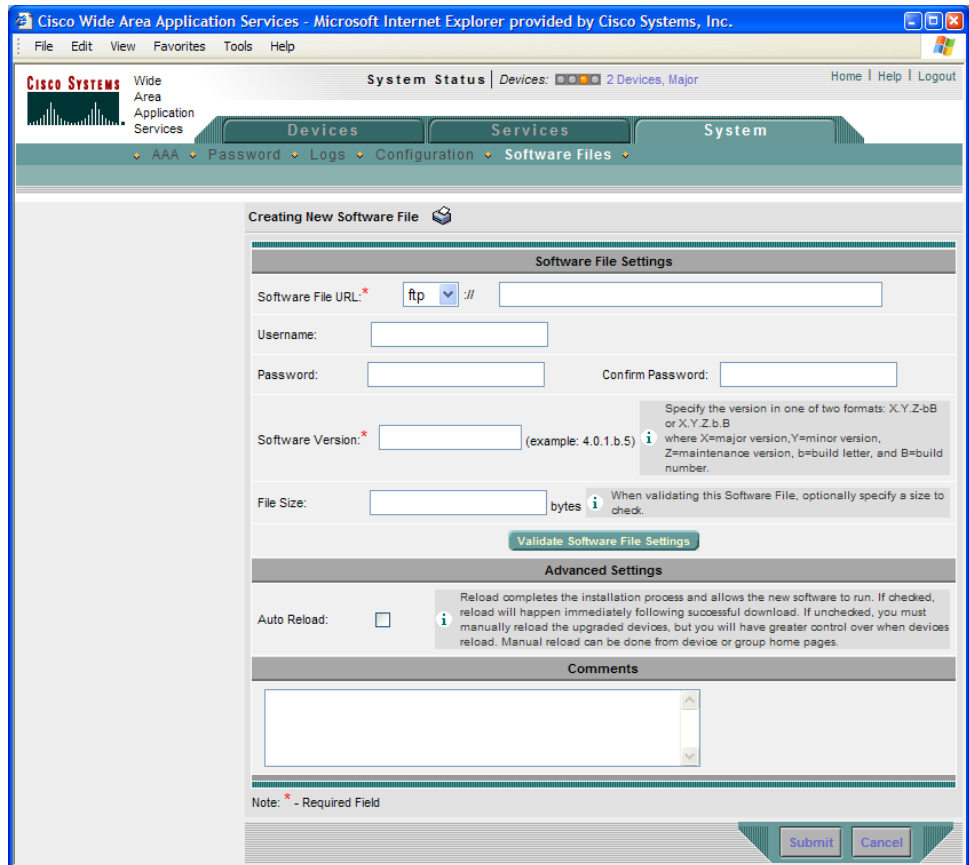 Cisco Wide Area Application Services - Microsoft Internet Explorer provided by Cisco Systems, Inc.
File Edit View Favorites Tools Help
CISCO SYSTEMS
Wide
Area
Application
Services
System Status Devices: 2 Devices, Major
Home | Help | Logout
Devices Services System
AAA Password Logs Configuration Software Files
Creating New Software File
Software File Settings
Software File URL:* ftp ://
Username:
Password: Confirm Password:
Software Version:* (example: 4.0.1.b.5)
Specify the version in one of two formats: X.Y.Z-bB
or X.Y.Z.b.B
where X=major version,Y=minor version,
Z=maintenance version, b=build letter, and B=build
number.
File Size: bytes
When validating this Software File, optionally specify a size to
check.
Validate Software File Settings
Advanced Settings
Auto Reload:
Reload completes the installation process and allows the new software to run. If checked,
reload will happen immediately following successful download. If unchecked, you must
manually reload the upgraded devices, but you will have greater control over when devices
reload. Manual reload can be done from device or group home pages.
Comments
Note: * - Required Field
Submit Cancel